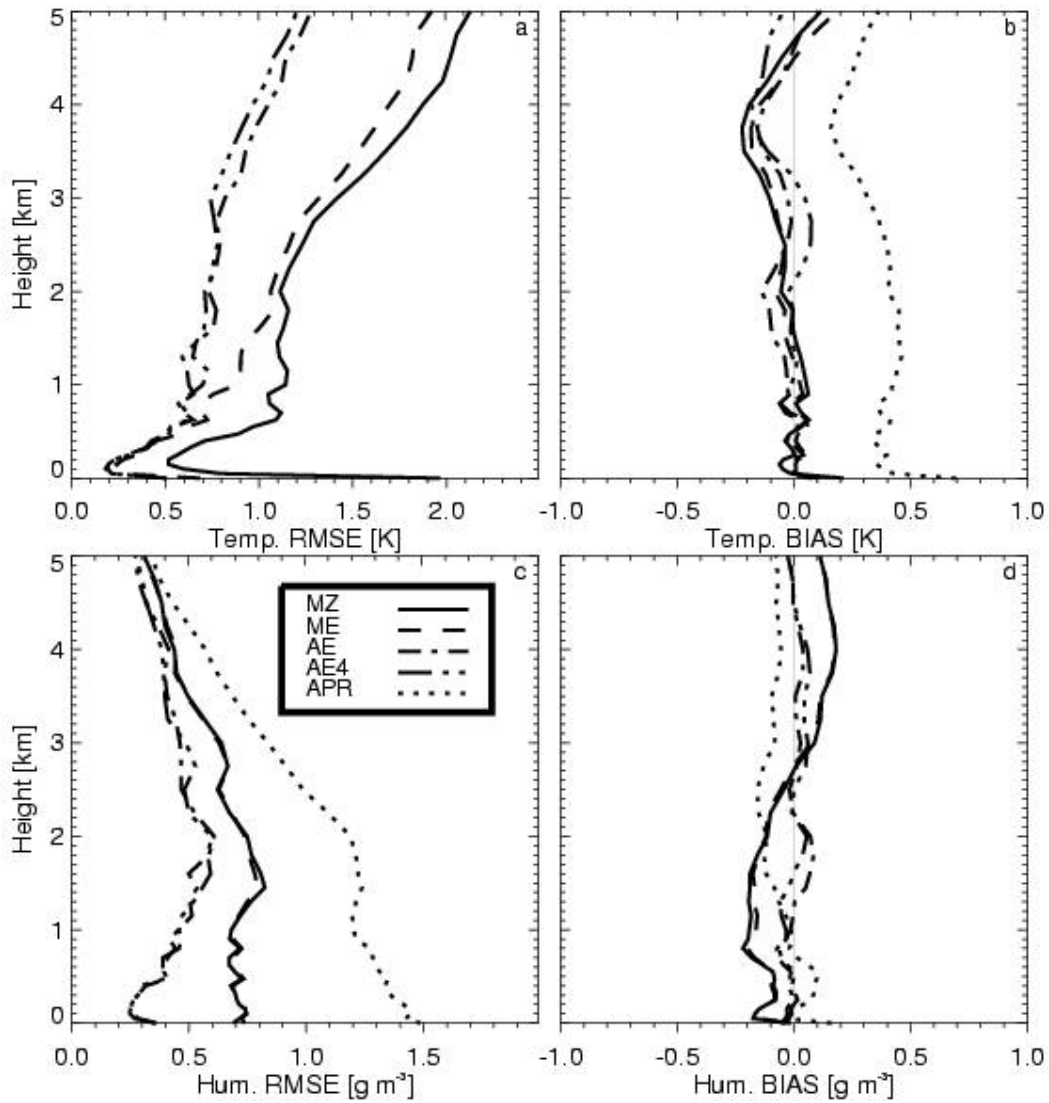 5
4
3
2
1
0
Height [km]
a
0.0 0.5 1.0 1.5 2.0
Temp. RMSE [K]
b
-1.0 -0.5 0.0 0.5 1.0
Temp. BIAS [K]
5
4
3
2
1
0
Height [km]
c
MZ
ME
AE
AE4
APR
0.0 0.5 1.0 1.5
Hum. RMSE [g m⁻³]
d
-1.0 -0.5 0.0 0.5 1.0
Hum. BIAS [g m⁻³]